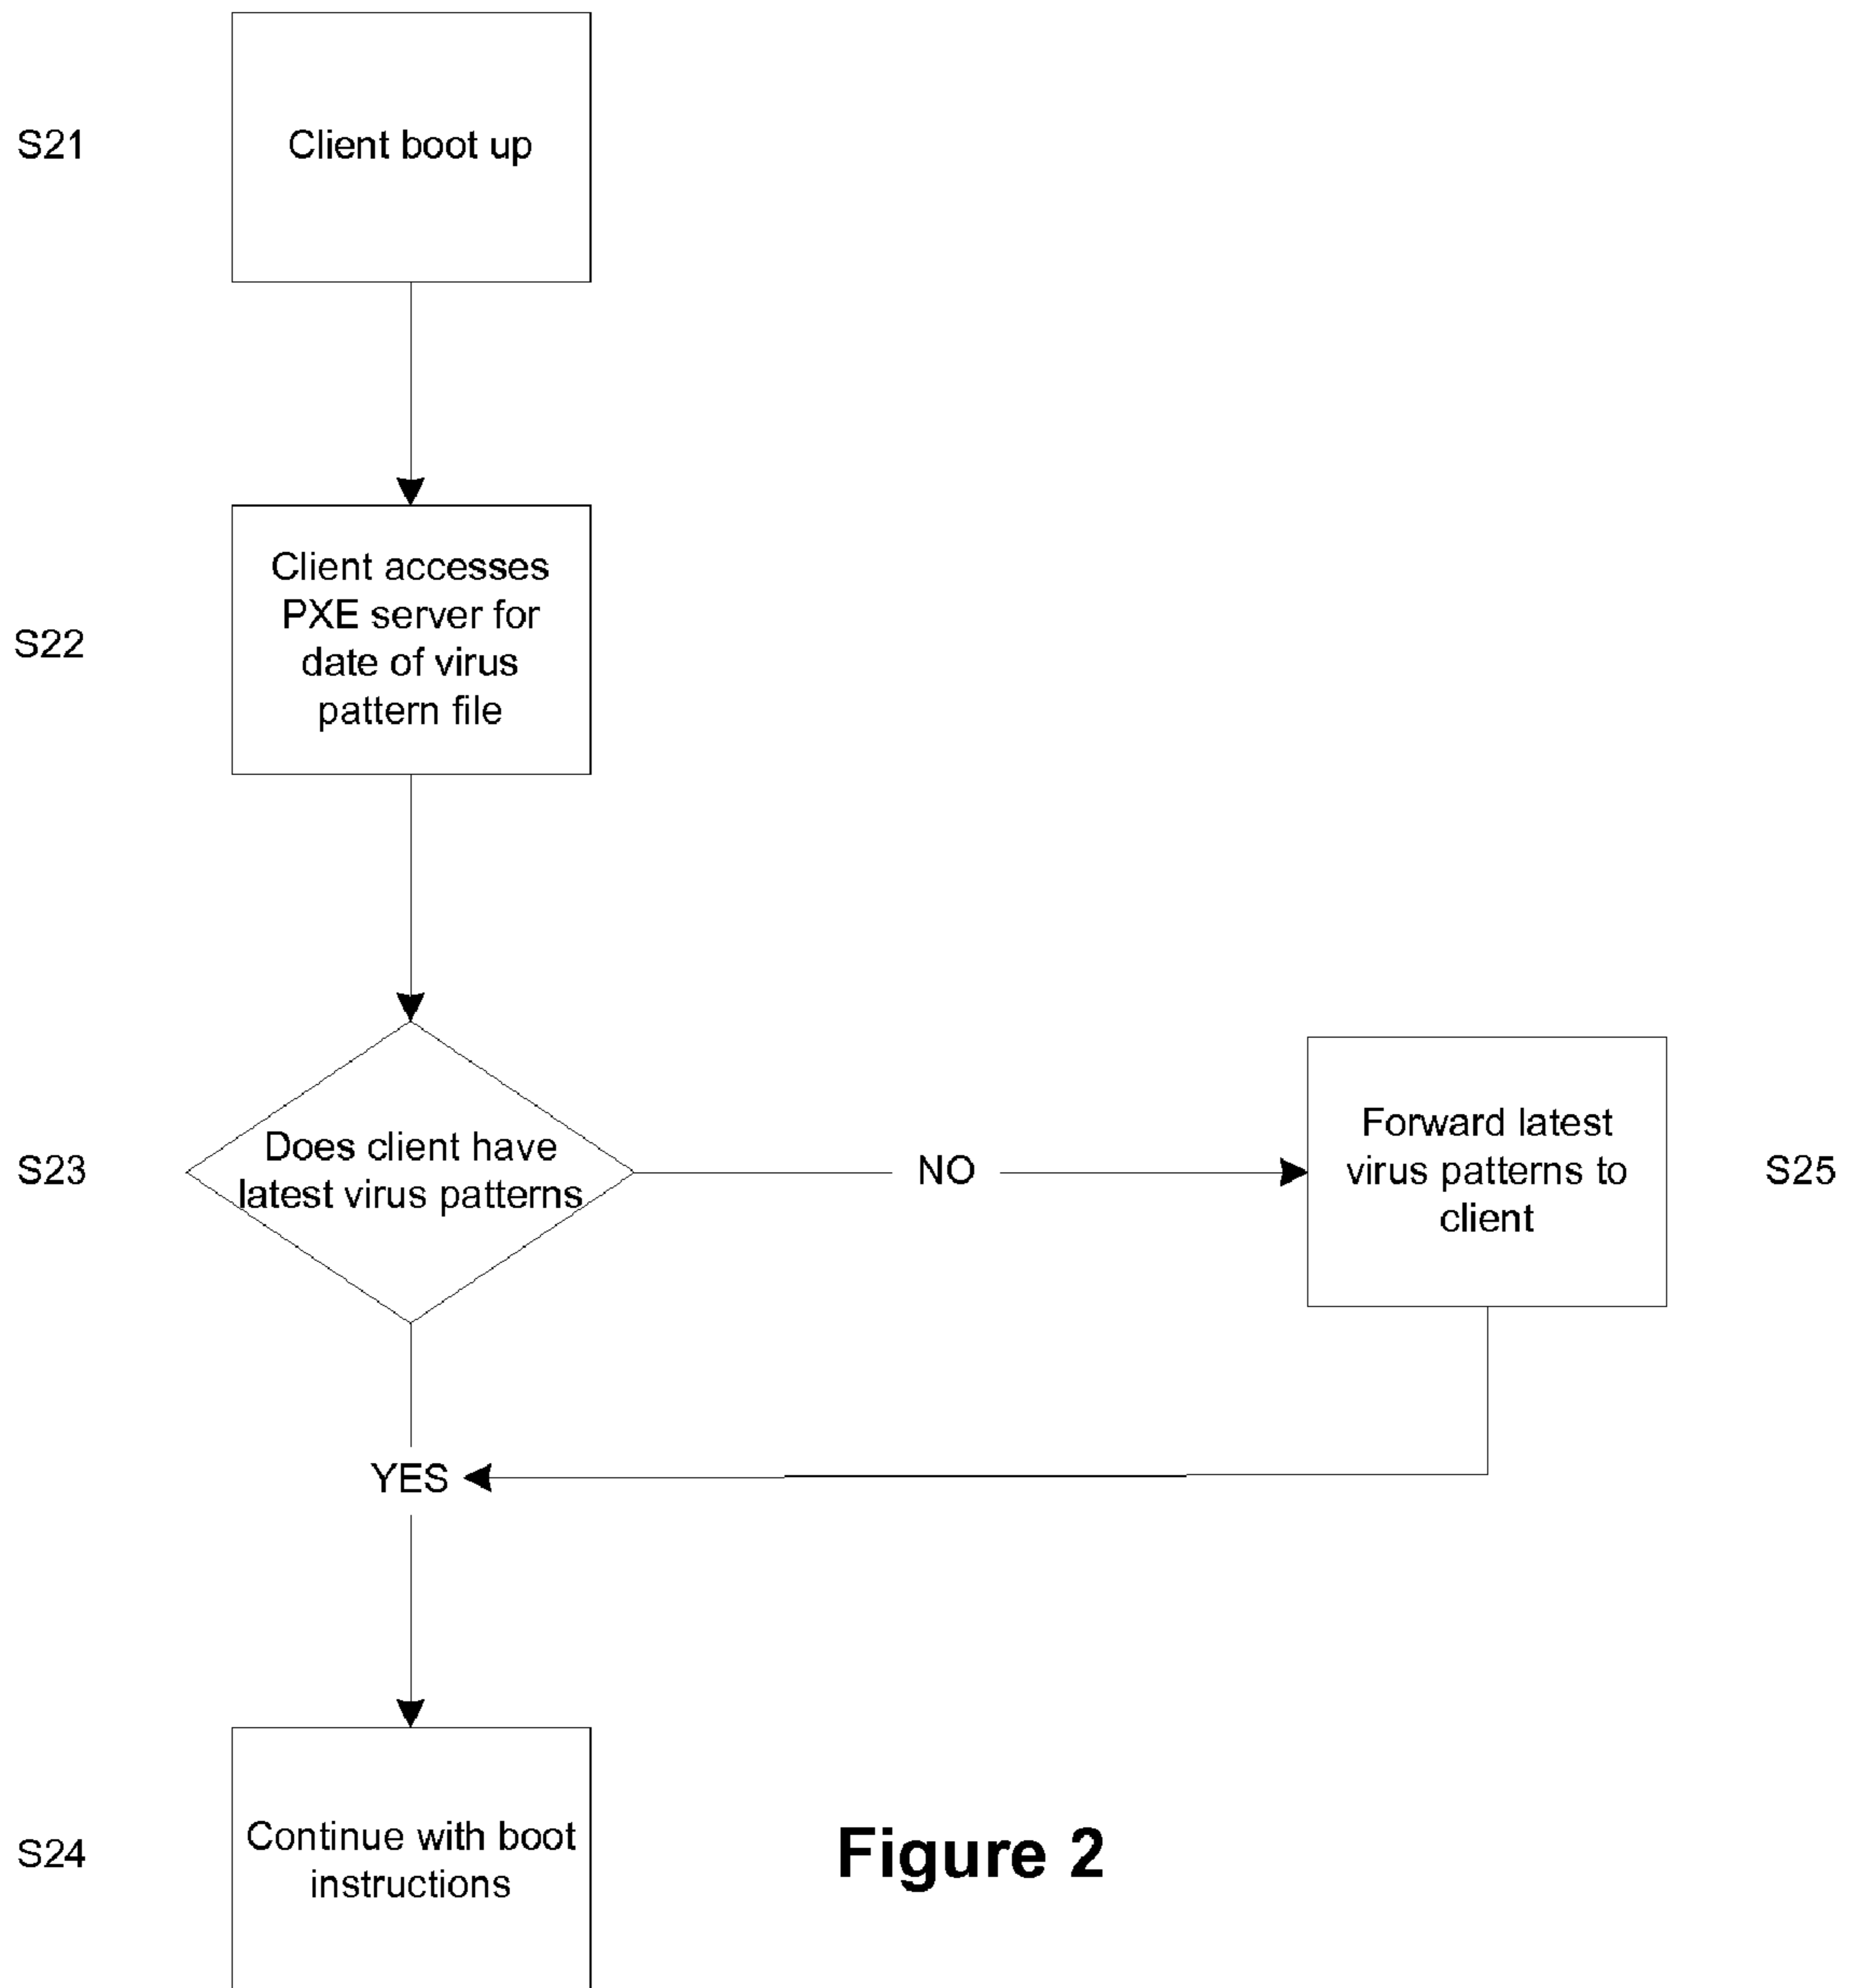 S21
Client boot up
S22
Client accesses
PXE server for
date of virus
pattern file
S23
Does client have
latest virus patterns
NO
Forward latest
virus patterns to
client
S25
YES
S24
Continue with boot
instructions
Figure 2